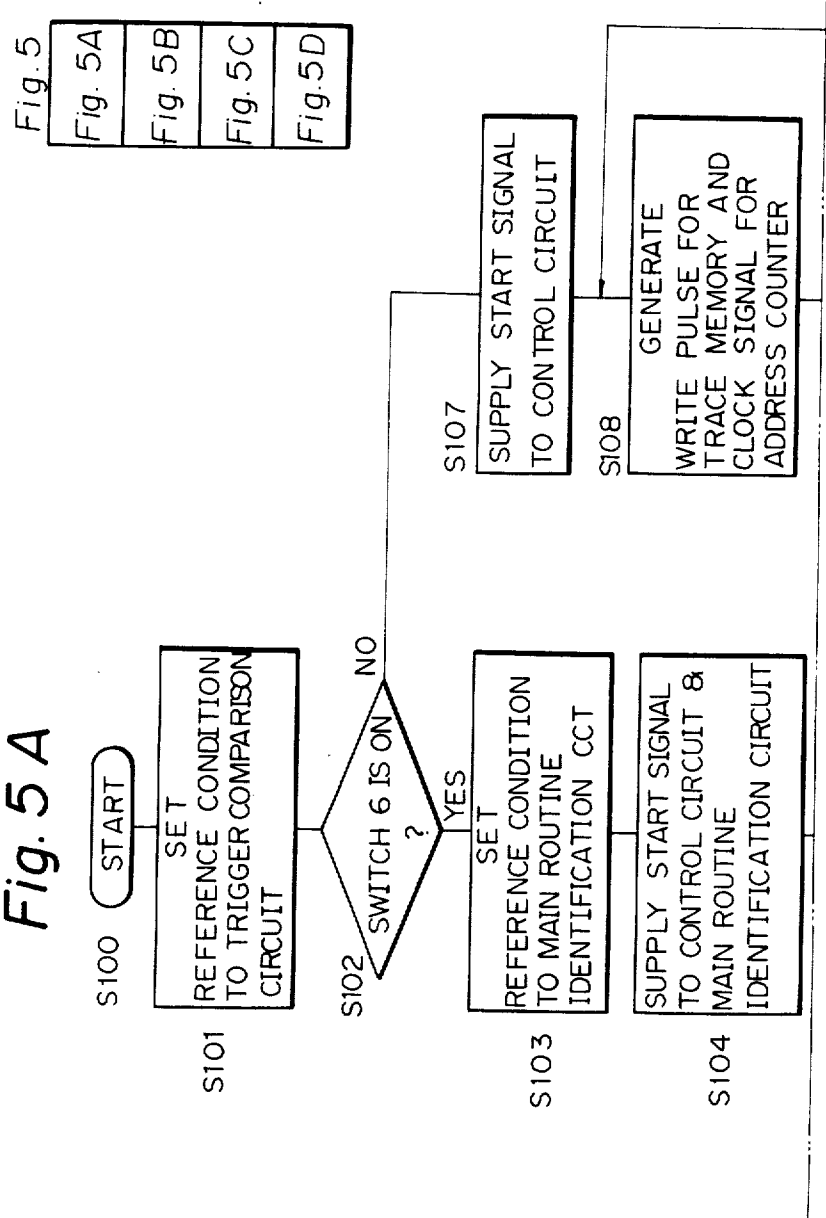 Fig. 5A
Fig. 5
Fig. 5A
Fig. 5B
Fig. 5C
Fig. 5D
S100
START
S101
SET
REFERENCE CONDITION
TO TRIGGER COMPARISON
CIRCUIT
S102
SWITCH 6 IS ON
?
NO
YES
S103
SET
REFERENCE CONDITION
TO MAIN ROUTINE
IDENTIFICATION CCT
S104
SUPPLY START SIGNAL
TO CONTROL CIRCUIT &
MAIN ROUTINE
IDENTIFICATION CIRCUIT
S107
SUPPLY START SIGNAL
TO CONTROL CIRCUIT
S108
GENERATE
WRITE PULSE FOR
TRACE MEMORY AND
CLOCK SIGNAL FOR
ADDRESS COUNTER